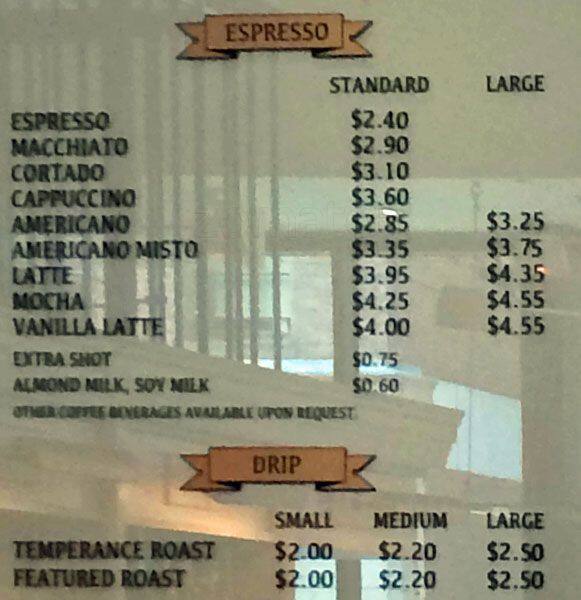 ESPRESSO
STANDARD LARGE
ESPRESSO $2.40
MACCHIATO $2.90
CORTADO $3.10
CAPPUCCINO $3.60
AMERICANO $2.85 $3.25
AMERICANO MISTO $3.35 $3.75
LATTE $3.95 $4.35
MOCHA $4.25 $4.55
VANILLA LATTE $4.00 $4.55
EXTRA SHOT $0.75
ALMOND MILK, SOY MILK $0.60
OTHER COFFEE BEVERAGES AVAILABLE UPON REQUEST
DRIP
SMALL MEDIUM LARGE
TEMPERANCE ROAST $2.00 $2.20 $2.50
FEATURED ROAST $2.00 $2.20 $2.50